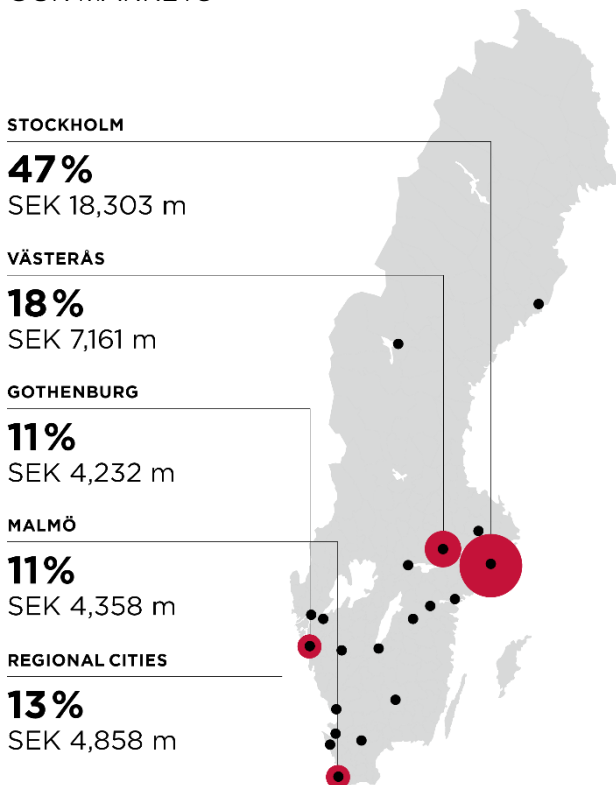 STOCKHOLM
47%
SEK 18,303 m
VÄSTERÅS
18%
SEK 7,161 m
GOTHENBURG
11%
SEK 4,232 m
MALMÖ
11%
SEK 4,358 m
REGIONAL CITIES
13%
SEK 4,858 m